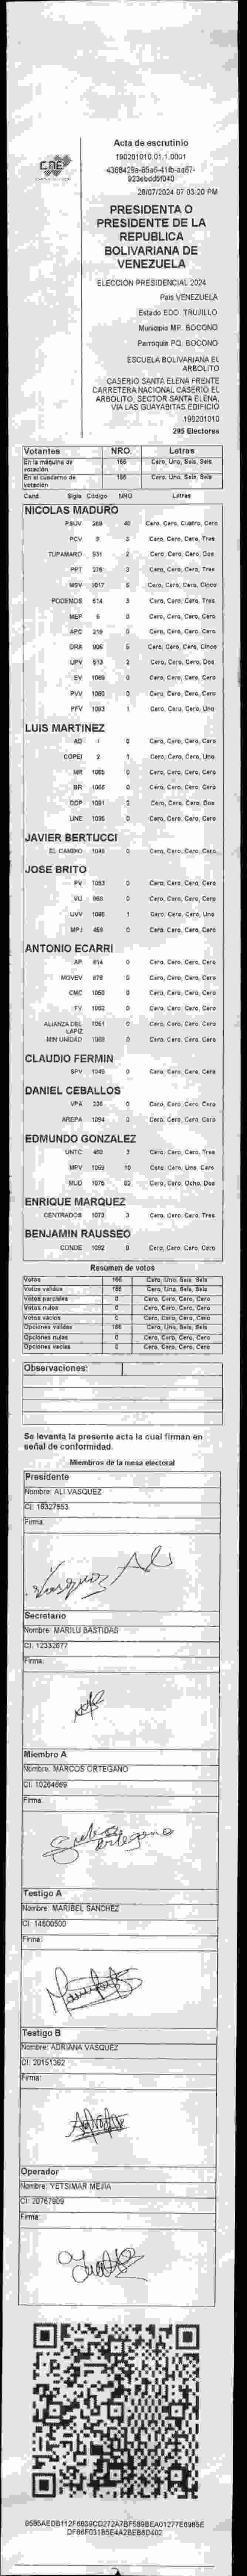 CNE
Acta de escrutinio
190201010.01.1.0001
28/07/2024 07:03:20 PM
PRESIDENTA O
PRESIDENTE DE LA
REPUBLICA
BOLIVARIANA DE
VENEZUELA
ELECCIÓN PRESIDENCIAL 2024
País VENEZUELA
Estado EDO. TRUJILLO
Municipio MP. BOCONO
Parroquia PQ. BOCONO
ESCUELA BOLIVARIANA EL
ARBOLITO
CASERIO SANTA ELENA FRENTE
CARRETERA NACIONAL CASERIO EL
ARBOLITO, SECTOR SANTA ELENA,
VIA LAS GUAYABITAS EDIFICIO
190201010
295 Electores
Votantes NRO. Letras
En la máquina de votación 166 Cero, Uno, Seis, Seis
En el cuaderno de votación 166 Cero, Uno, Seis, Seis
Cand. Sigla Código NRO Letras
NICOLAS MADURO
PSUV 269 40 Cero, Cero, Cuatro, Cero
PCV 3 Cero, Cero, Cero, Tres
TUPAMARO 931 2 Cero, Cero, Cero, Dos
PPT 276 3 Cero, Cero, Cero, Tres
MSV 1017 5 Cero, Cero, Cero, Cinco
PODEMOS 514 3 Cero, Cero, Cero, Tres
MEP 6 0 Cero, Cero, Cero, Cero
APC 219 0 Cero, Cero, Cero, Cero
ORA 905 5 Cero, Cero, Cero, Cinco
UPV 513 2 Cero, Cero, Cero, Dos
EV 1089 0 Cero, Cero, Cero, Cero
PVV 1080 0 Cero, Cero, Cero, Cero
PFV 1093 1 Cero, Cero, Cero, Uno
LUIS MARTINEZ
AD 1 0 Cero, Cero, Cero, Cero
COPEI 2 1 Cero, Cero, Cero, Uno
MR 1065 0 Cero, Cero, Cero, Cero
BR 1066 0 Cero, Cero, Cero, Cero
DDP 1091 2 Cero, Cero, Cero, Dos
UNE 1095 0 Cero, Cero, Cero, Cero
JAVIER BERTUCCI
EL CAMBIO 1048 0 Cero, Cero, Cero, Cero
JOSE BRITO
PV 1053 0 Cero, Cero, Cero, Cero
VU 968 0 Cero, Cero, Cero, Cero
UVV 1086 1 Cero, Cero, Cero, Uno
MPJ 458 0 Cero, Cero, Cero, Cero
ANTONIO ECARRI
AP 814 0 Cero, Cero, Cero, Cero
MOVEV 878 0 Cero, Cero, Cero, Cero
CMC 1050 0 Cero, Cero, Cero, Cero
FV 1062 0 Cero, Cero, Cero, Cero
ALIANZA DEL LAPIZ 1051 0 Cero, Cero, Cero, Cero
MIN UNIDAD 1068 0 Cero, Cero, Cero, Cero
CLAUDIO FERMIN
SPV 1049 0 Cero, Cero, Cero, Cero
DANIEL CEBALLOS
VPA 235 0 Cero, Cero, Cero, Cero
AREPA 1094 0 Cero, Cero, Cero, Cero
EDMUNDO GONZALEZ
UNTC 460 3 Cero, Cero, Cero, Tres
MPV 1059 10 Cero, Cero, Uno, Cero
MUD 1075 82 Cero, Cero, Ocho, Dos
ENRIQUE MARQUEZ
CENTRADOS 1073 3 Cero, Cero, Cero, Tres
BENJAMIN RAUSSEO
CONDE 1092 0 Cero, Cero, Cero, Cero
Resumen de votos
Votos 166 Cero, Uno, Seis, Seis
Votos validos 166 Cero, Uno, Seis, Seis
Votos parciales 0 Cero, Cero, Cero, Cero
Votos nulos 0 Cero, Cero, Cero, Cero
Votos vacios 0 Cero, Cero, Cero, Cero
Opciones validas 166 Cero, Uno, Seis, Seis
Opciones nulas 0 Cero, Cero, Cero, Cero
Opciones vacias 0 Cero, Cero, Cero, Cero
Observaciones:
Se levanta la presente acta la cual firman en
señal de conformidad.
Miembros de la mesa electoral
Presidente
Nombre: ALI VASQUEZ
CI: 16327553
Firma:
Vasquez Ali
Secretario
Nombre: MARILU BASTIDAS
CI: 12332677
Firma:
Miembro A
Nombre: MARCOS ORTEGANO
CI: 10264669
Firma:
Testigo A
Nombre: MARIBEL SANCHEZ
CI: 14600500
Firma:
Testigo B
Nombre: ADRIANA VASQUEZ
CI: 20151362
Firma:
Operador
Nombre: YETSIMAR MEJIA
CI: 20767909
Firma: